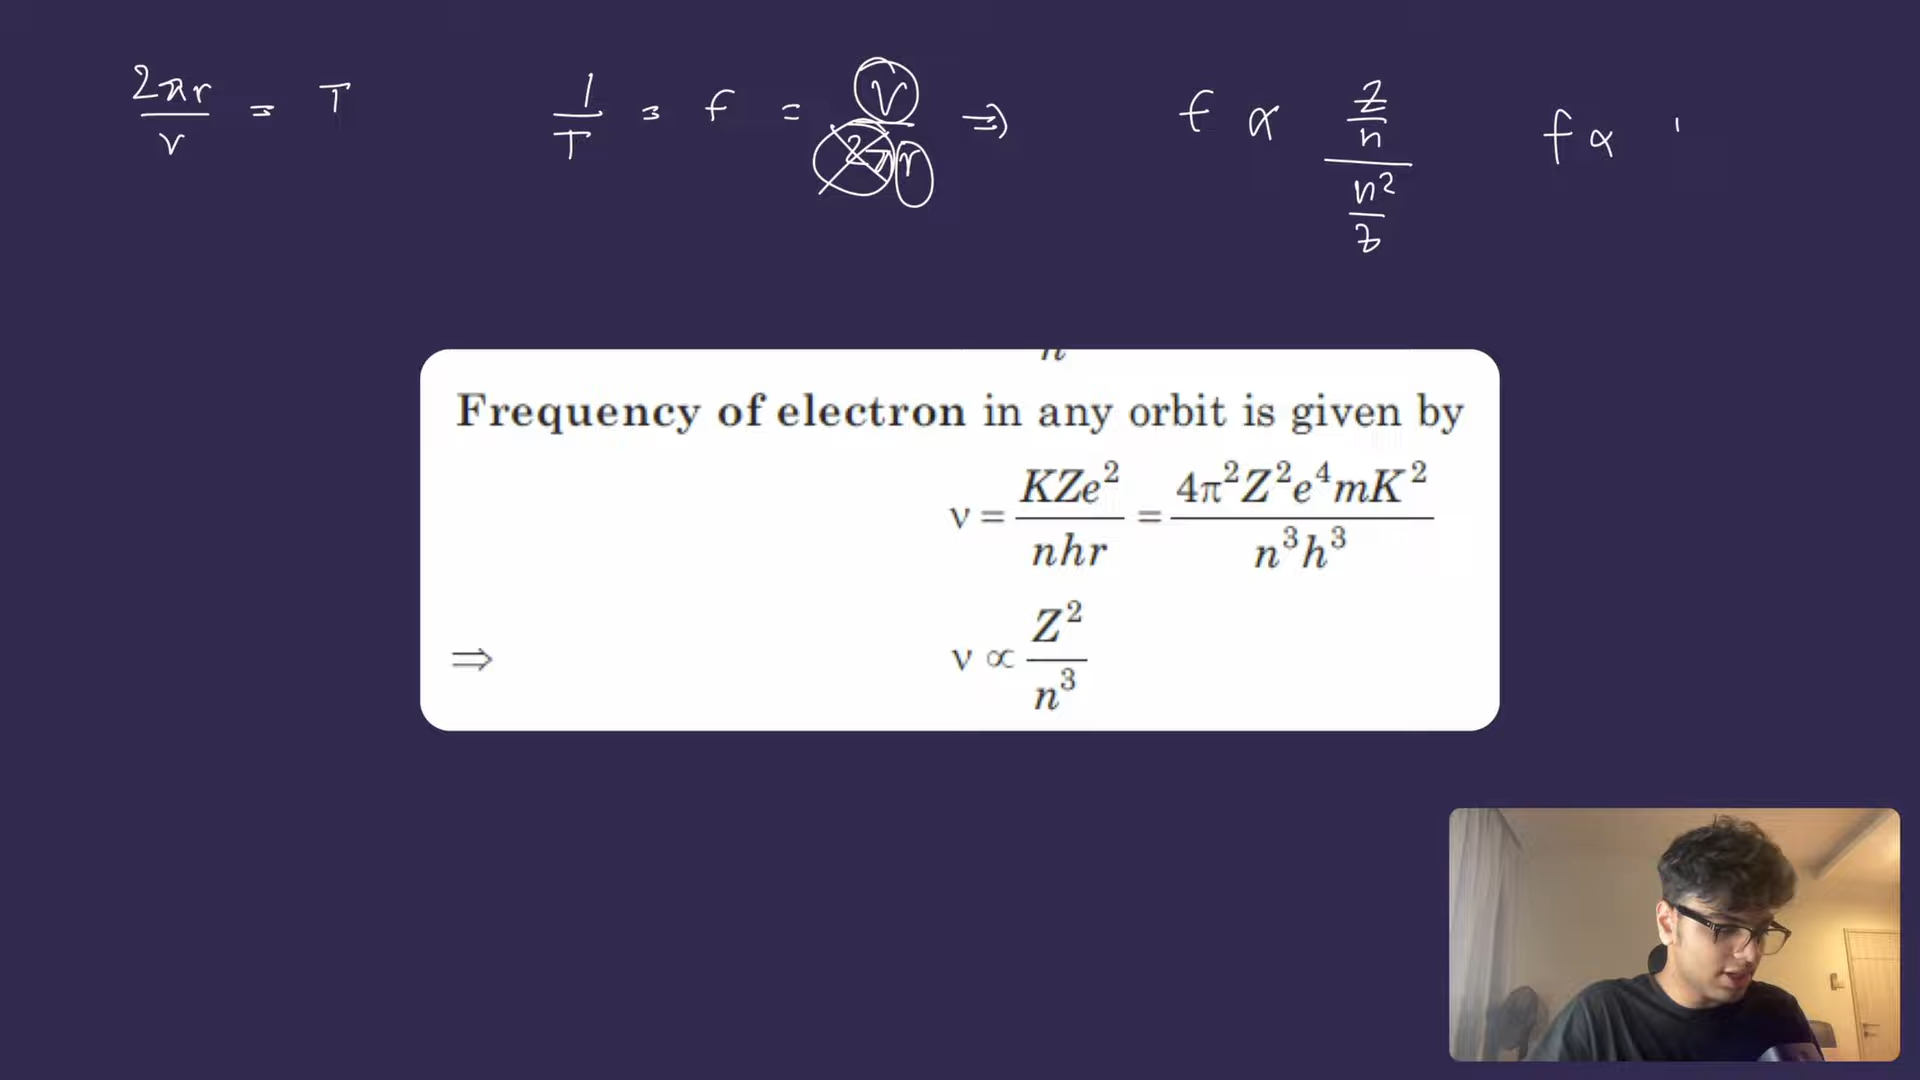 2πr/v = T    1/T = f = v/2πr ⇒    f ∝ (z/n)/(n²/z)    f ∝
Frequency of electron in any orbit is given by
ν = KZe²/nhr = 4π²Z²e⁴mK²/n³h³
⇒ ν ∝ Z²/n³